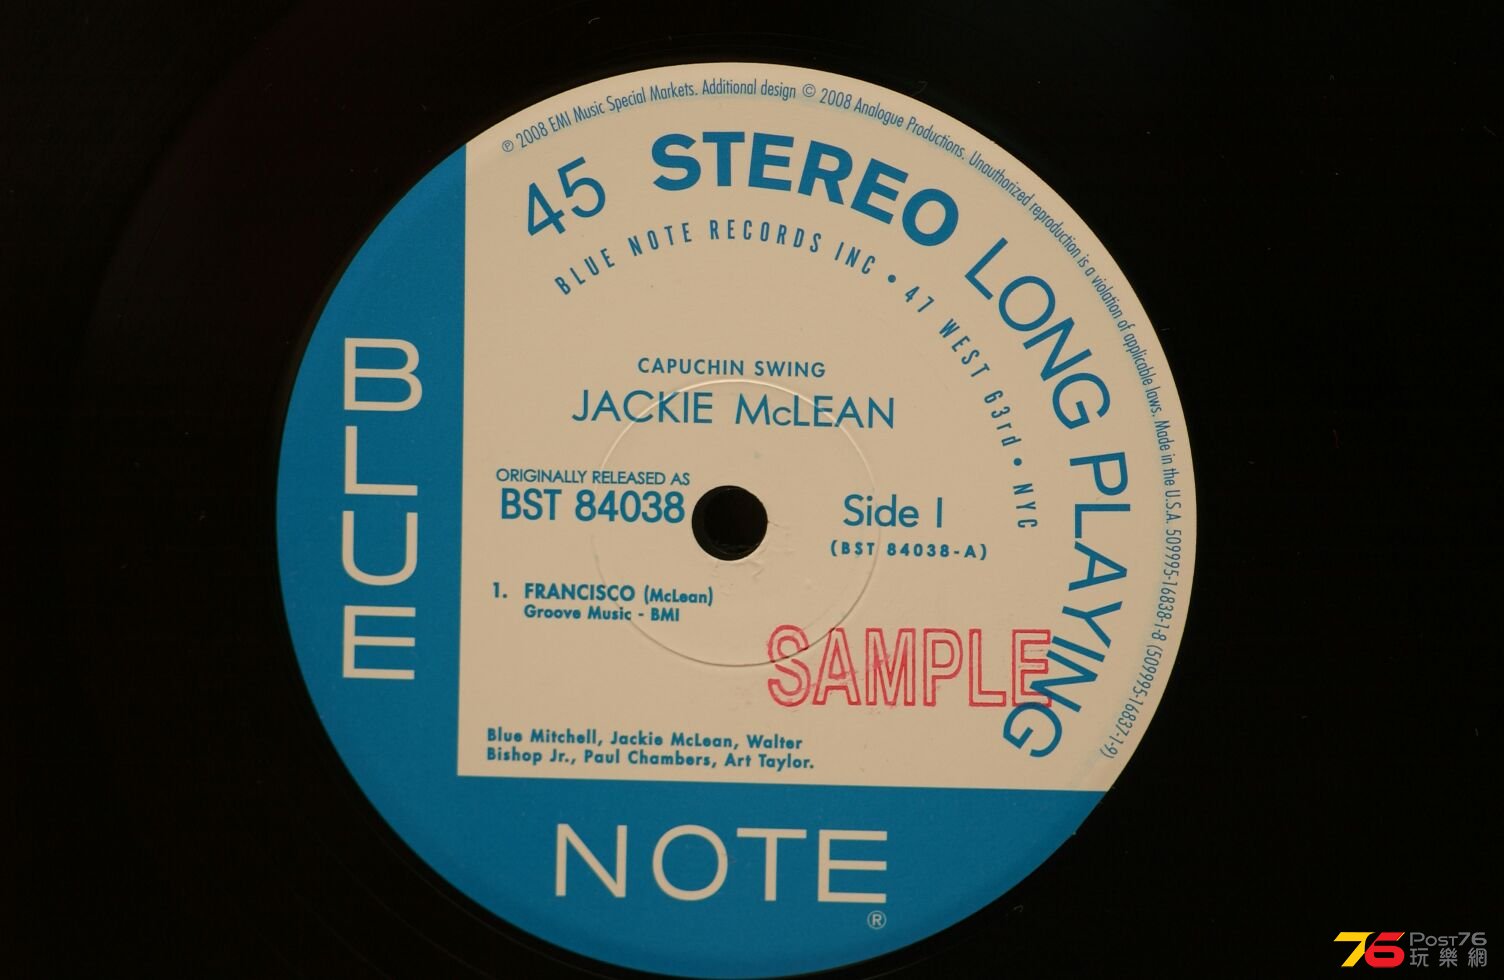 ℗ 2008 EMI Music Special Markets. Additional design © 2008 Analogue Productions. Unauthorized reproduction is a violation of applicable laws. Made in the U.S.A. 509995-16838-1-8 (509995-16837-1-9)
45 STEREO LONG PLAYING
BLUE NOTE RECORDS INC • 47 WEST 63rd • NYC
CAPUCHIN SWING
JACKIE McLEAN
ORIGINALLY RELEASED AS
BST 84038
Side 1
(BST 84038-A)
1. FRANCISCO (McLean)
Groove Music - BMI
SAMPLE
Blue Mitchell, Jackie McLean, Walter
Bishop Jr., Paul Chambers, Art Taylor.
BLUE
NOTE
®
76 POST76
玩樂網